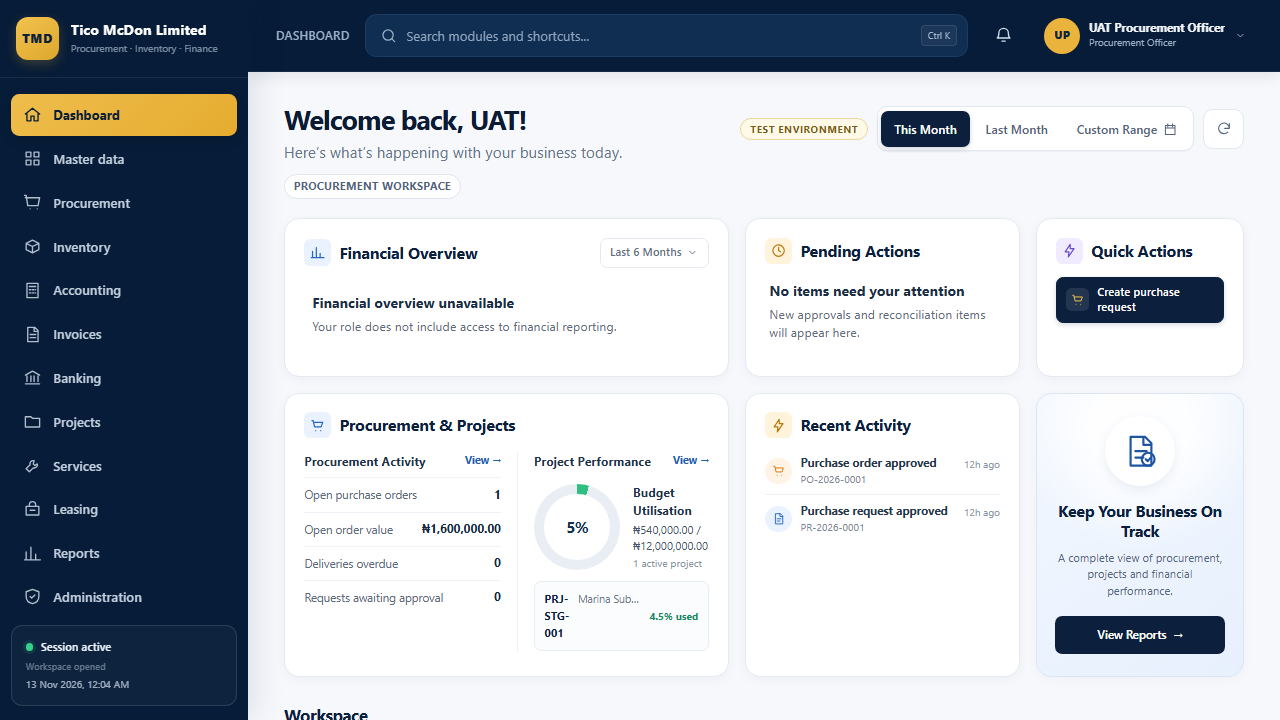 TMD
Tico McDon Limited
Procurement · Inventory · Finance
Dashboard
Master data
Procurement
Inventory
Accounting
Invoices
Banking
Projects
Services
Leasing
Reports
Administration
Session active
Workspace opened
13 Nov 2026, 12:04 AM
DASHBOARD
Search modules and shortcuts...
Ctrl K
UP
UAT Procurement Officer
Procurement Officer
Welcome back, UAT!
Here's what's happening with your business today.
PROCUREMENT WORKSPACE
TEST ENVIRONMENT
This Month
Last Month
Custom Range
Financial Overview
Last 6 Months
Financial overview unavailable
Your role does not include access to financial reporting.
Pending Actions
No items need your attention
New approvals and reconciliation items
will appear here.
Quick Actions
Create purchase
request
Procurement & Projects
Procurement Activity
View →
Open purchase orders 1
Open order value ₦1,600,000.00
Deliveries overdue 0
Requests awaiting approval 0
Project Performance
View →
5%
Budget
Utilisation
₦540,000.00 /
₦12,000,000.00
1 active project
PRJ-
STG-
001
Marina Sub...
4.5% used
Recent Activity
Purchase order approved 12h ago
PO-2026-0001
Purchase request approved 12h ago
PR-2026-0001
Keep Your Business On
Track
A complete view of procurement,
projects and financial
performance.
View Reports →
Workspace